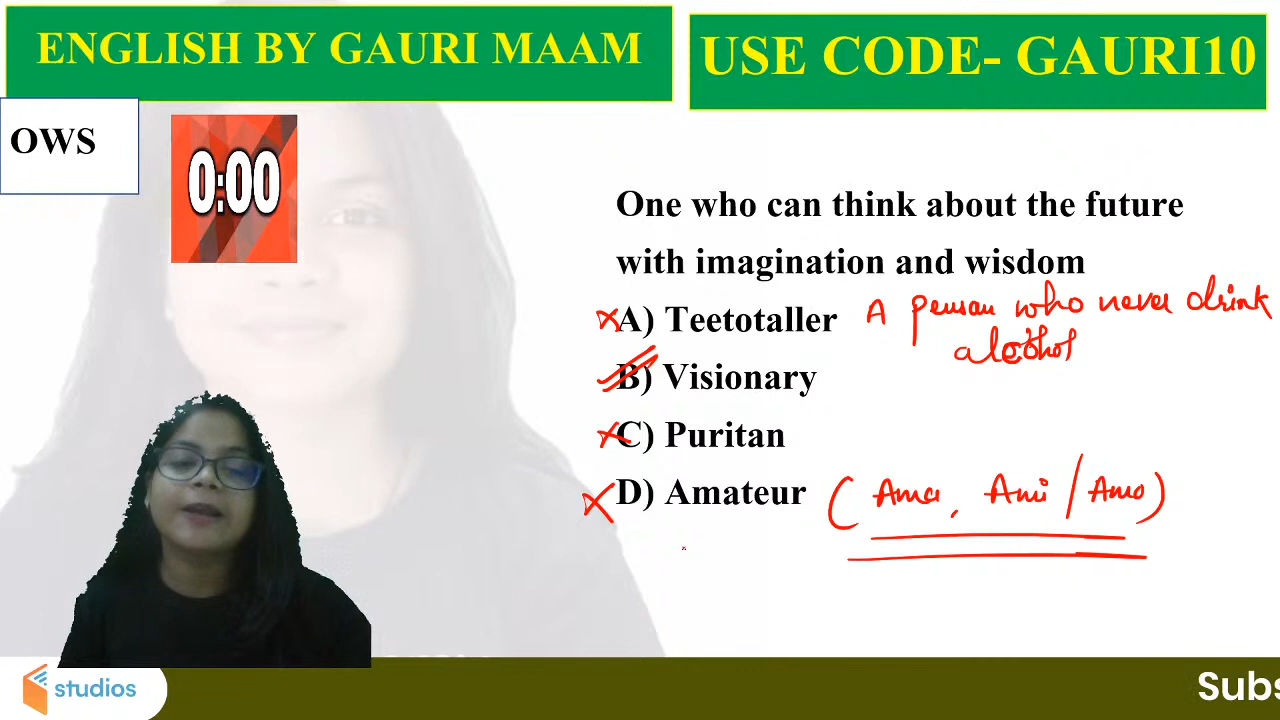 ENGLISH BY GAURI MAAM
USE CODE- GAURI10
OWS
0:00
One who can think about the future
with imagination and wisdom
A) Teetotaller A person who never drink
alcohol
B) Visionary
C) Puritan
D) Amateur (Ama, Ami / Amo)
studios
Subs